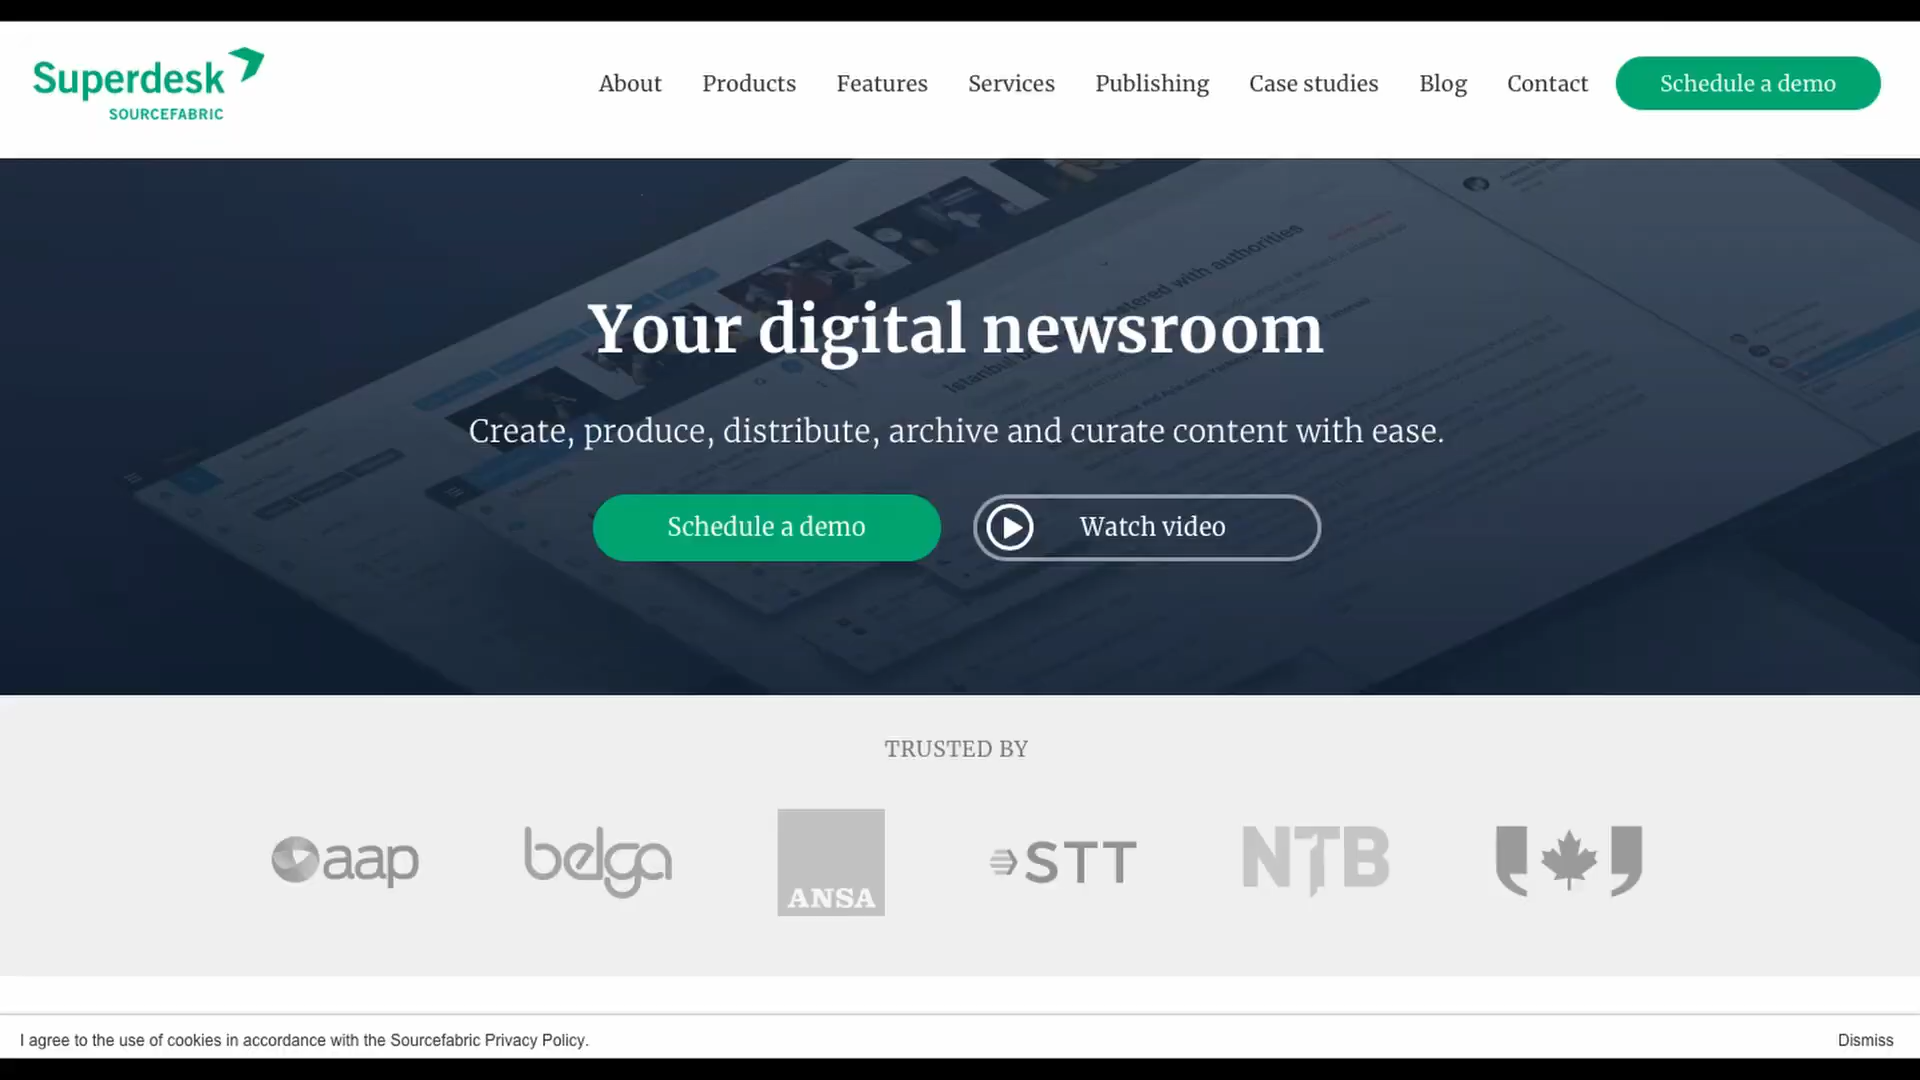 Superdesk
SOURCEFABRIC
About Products Features Services Publishing Case studies Blog Contact Schedule a demo
Your digital newsroom
Create, produce, distribute, archive and curate content with ease.
Schedule a demo Watch video
TRUSTED BY
aap belga ANSA STT NTB
I agree to the use of cookies in accordance with the Sourcefabric Privacy Policy. Dismiss